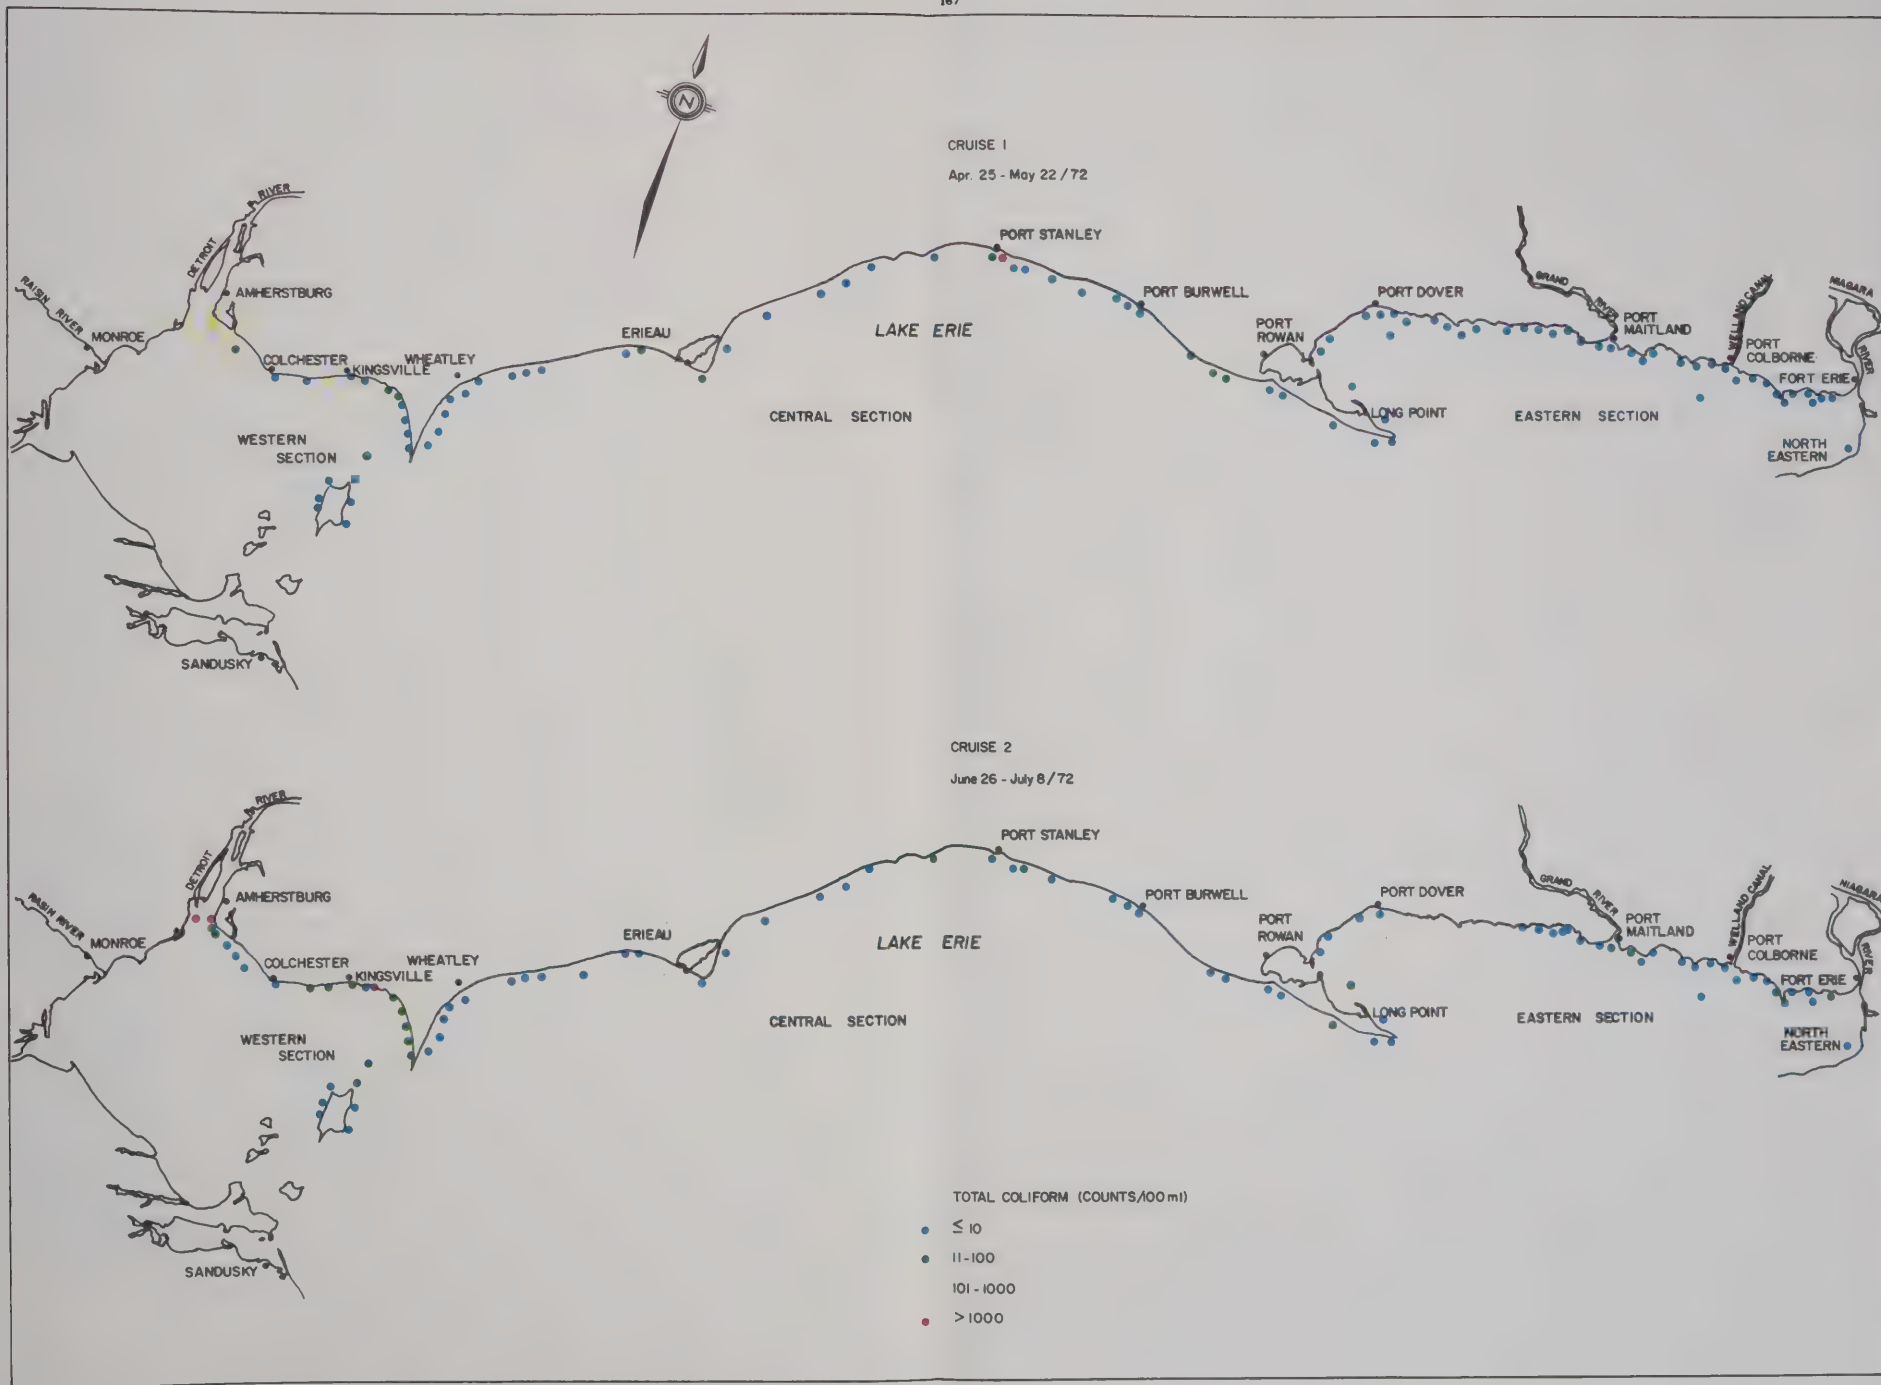 167
CRUISE 1
Apr. 25 - May 22 / 72
RIVER
DETROIT
AMHERSTBURG
RAISIN
RIVER
MONROE
COLCHESTER
KINGSVILLE
WHEATLEY
ERIEAU
LAKE ERIE
PORT STANLEY
PORT BURWELL
PORT
ROWAN
PORT DOVER
LONG POINT
GRAND
RIVER
PORT
MAITLAND
WELLAND CANAL
PORT
COLBORNE
NIAGARA
RIVER
FORT ERIE
WESTERN
SECTION
CENTRAL SECTION
EASTERN SECTION
NORTH
EASTERN
SANDUSKY
N
CRUISE 2
June 26 - July 8 / 72
RIVER
DETROIT
AMHERSTBURG
RASIN RIVER
MONROE
COLCHESTER
KINGSVILLE
WHEATLEY
ERIEAU
LAKE ERIE
PORT STANLEY
PORT BURWELL
PORT
ROWAN
PORT DOVER
LONG POINT
GRAND
RIVER
PORT
MAITLAND
WELLAND CANAL
PORT
COLBORNE
NIAGARA
RIVER
FORT ERIE
WESTERN
SECTION
CENTRAL SECTION
EASTERN SECTION
NORTH
EASTERN
SANDUSKY
TOTAL COLIFORM (COUNTS/100 ml)
≤ 10
11-100
101-1000
>1000